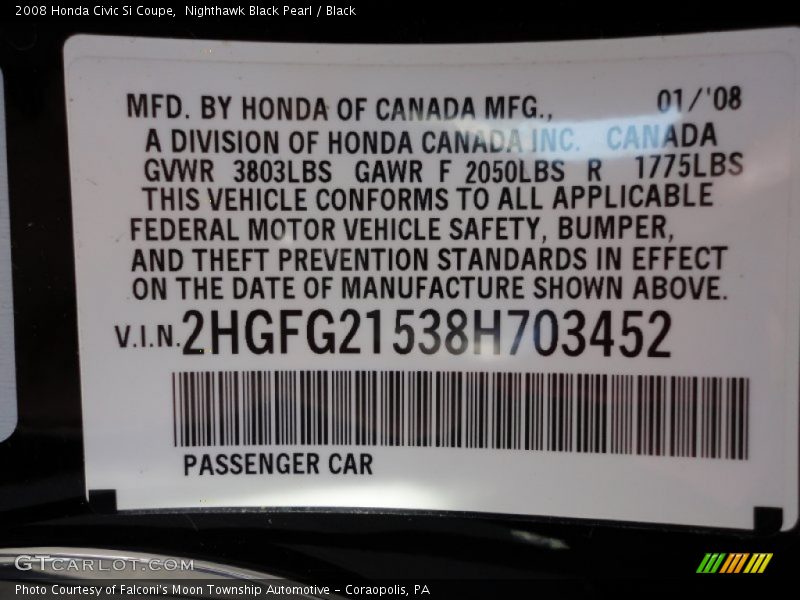 2008 Honda Civic Si Coupe,  Nighthawk Black Pearl / Black
MFD. BY HONDA OF CANADA MFG., 01/'08
A DIVISION OF HONDA CANADA INC. CANADA
GVWR 3803LBS GAWR F 2050LBS R 1775LBS
THIS VEHICLE CONFORMS TO ALL APPLICABLE
FEDERAL MOTOR VEHICLE SAFETY, BUMPER,
AND THEFT PREVENTION STANDARDS IN EFFECT
ON THE DATE OF MANUFACTURE SHOWN ABOVE.
V.I.N. 2HGFG21538H703452
PASSENGER CAR
GTCARLOT.COM
Photo Courtesy of Falconi's Moon Township Automotive – Coraopolis, PA